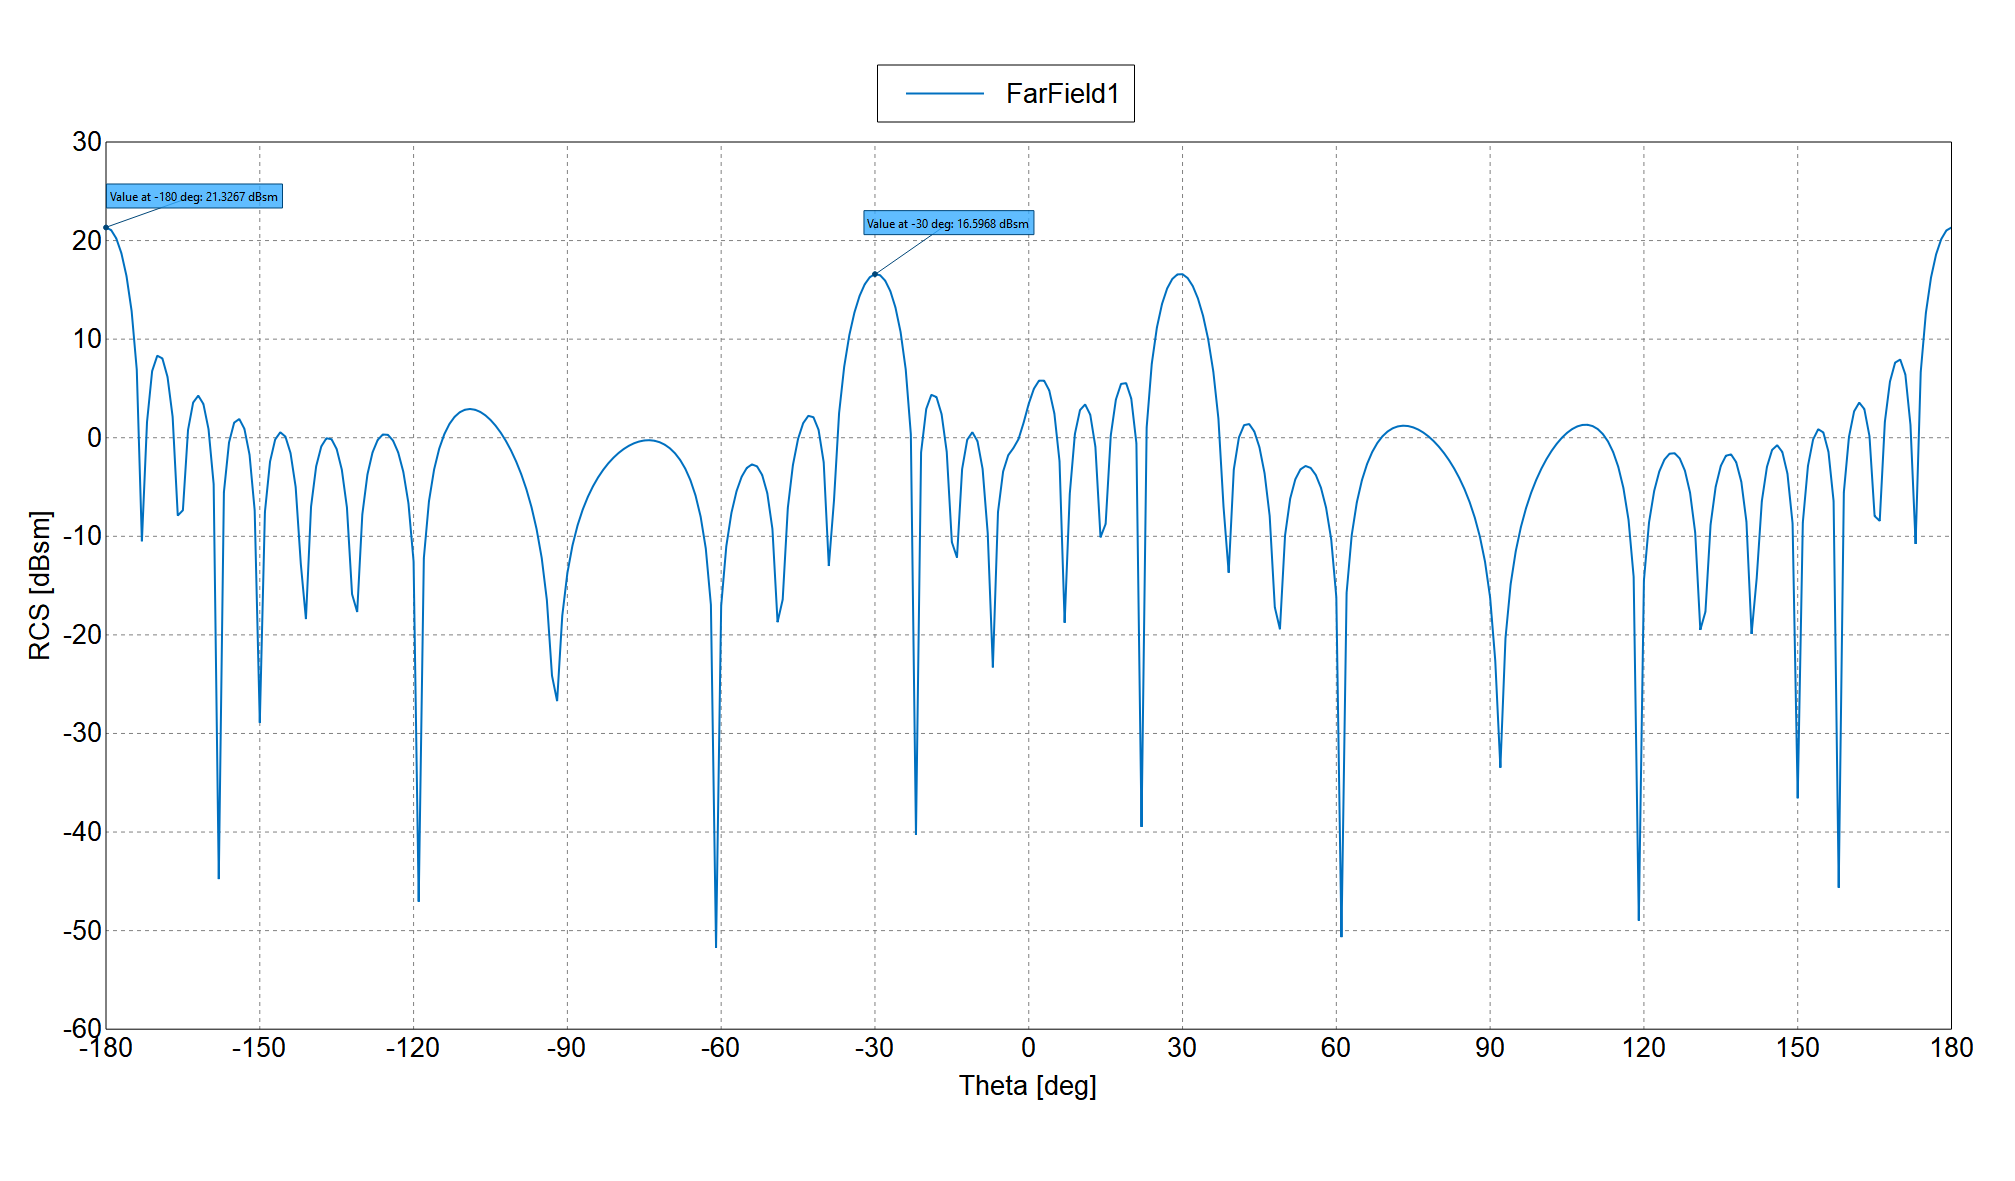 FarField1
30
Value at -180 deg: 21.3267 dBsm
Value at -30 deg: 16.5968 dBsm
20
10
0
-10
-20
-30
-40
-50
-60
RCS [dBsm]
-180 -150 -120 -90 -60 -30 0 30 60 90 120 150 180
Theta [deg]